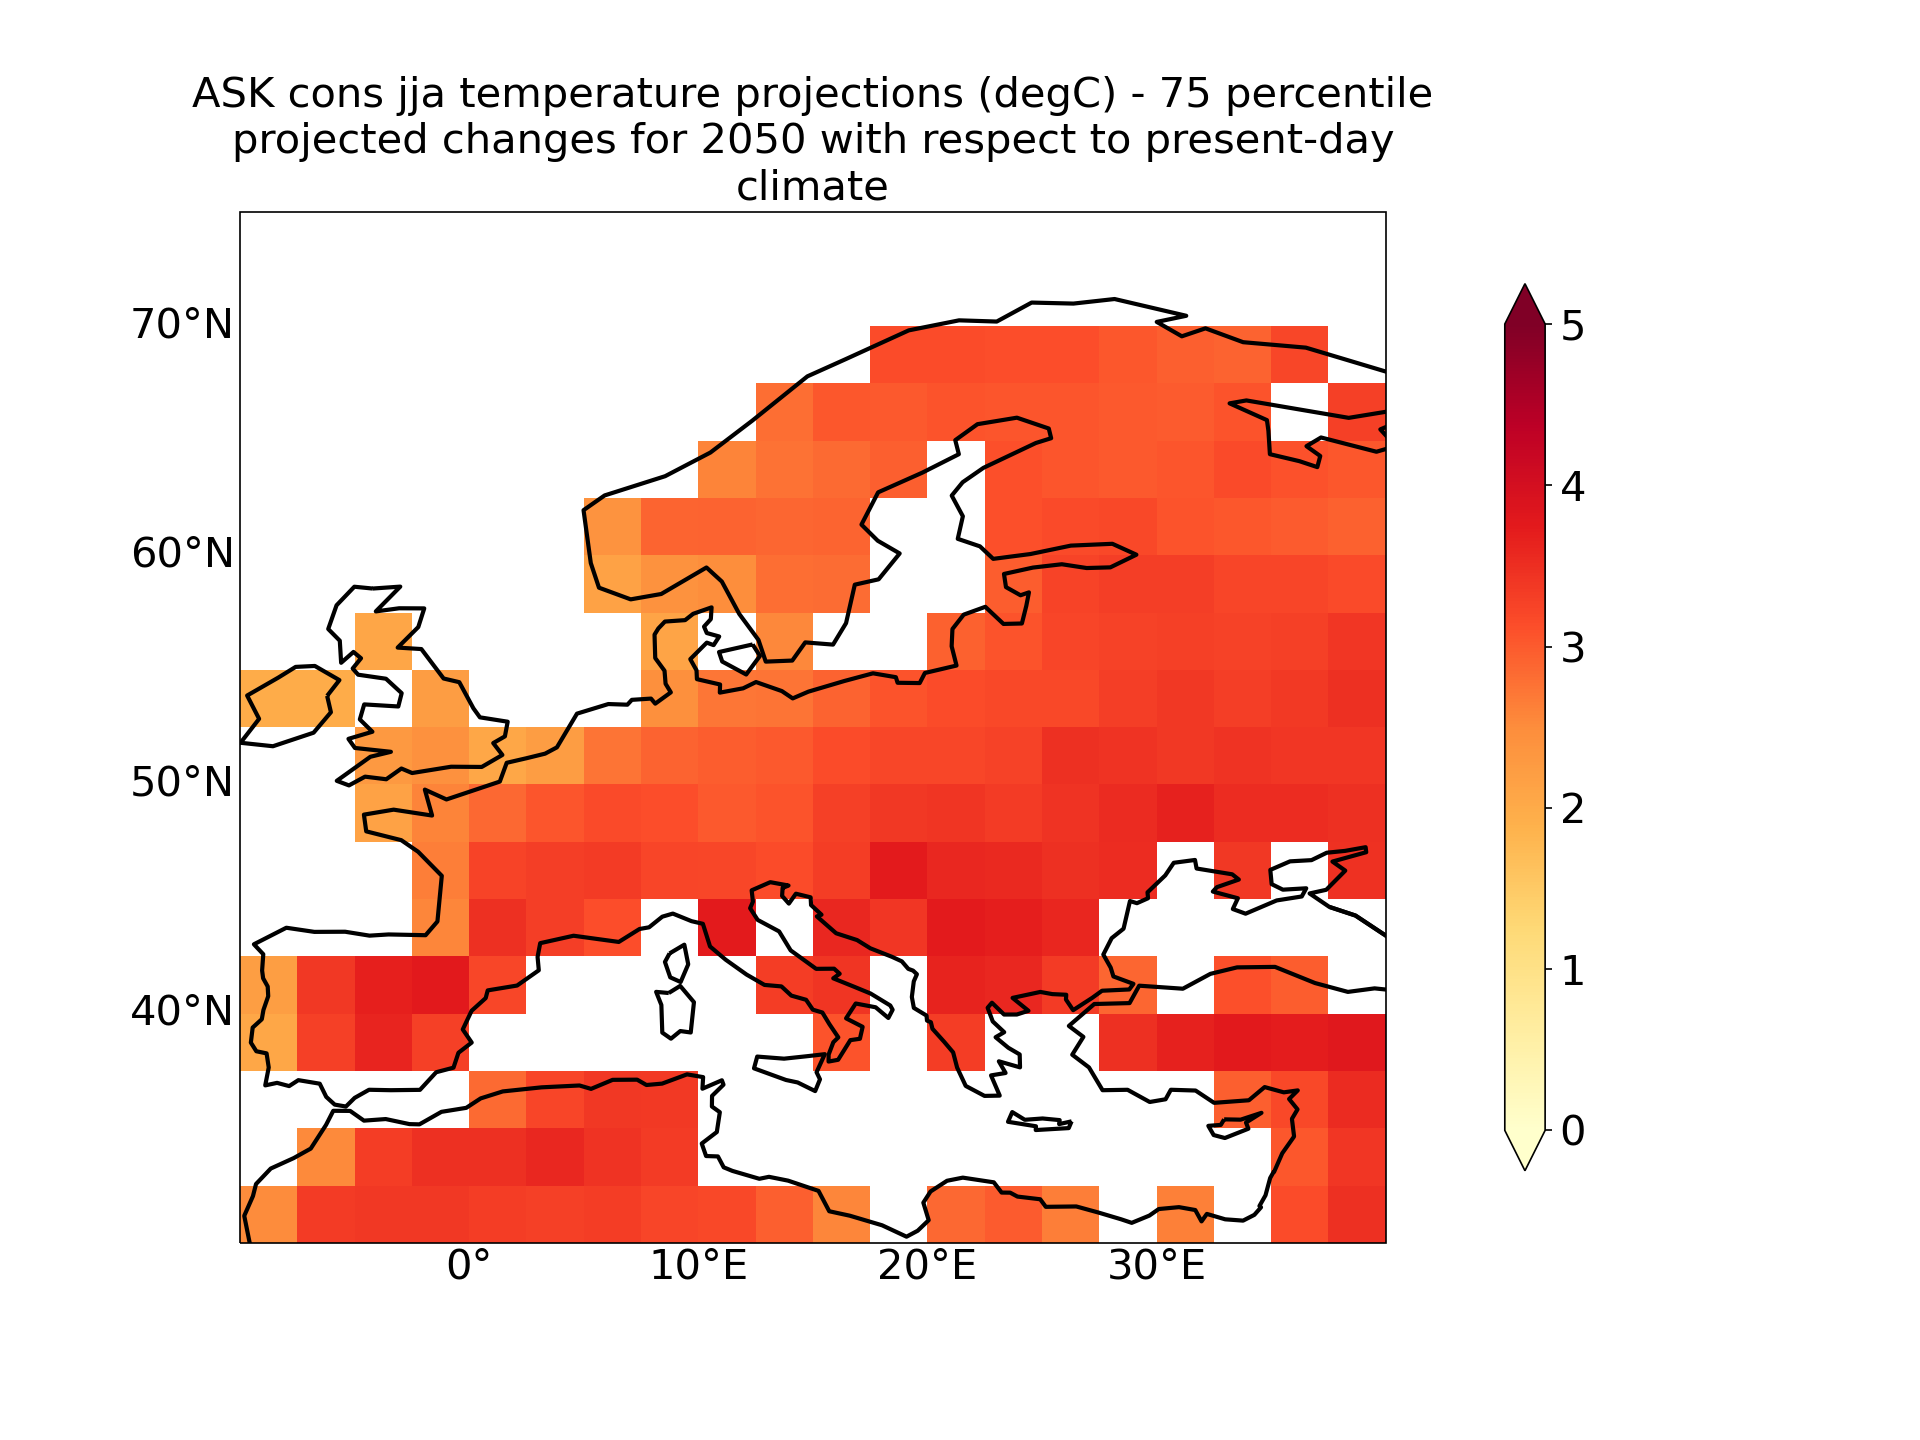 ASK cons jja temperature projections (degC) - 75 percentile
projected changes for 2050 with respect to present-day
climate
70°N
60°N
50°N
40°N
0°
10°E
20°E
30°E
5
4
3
2
1
0